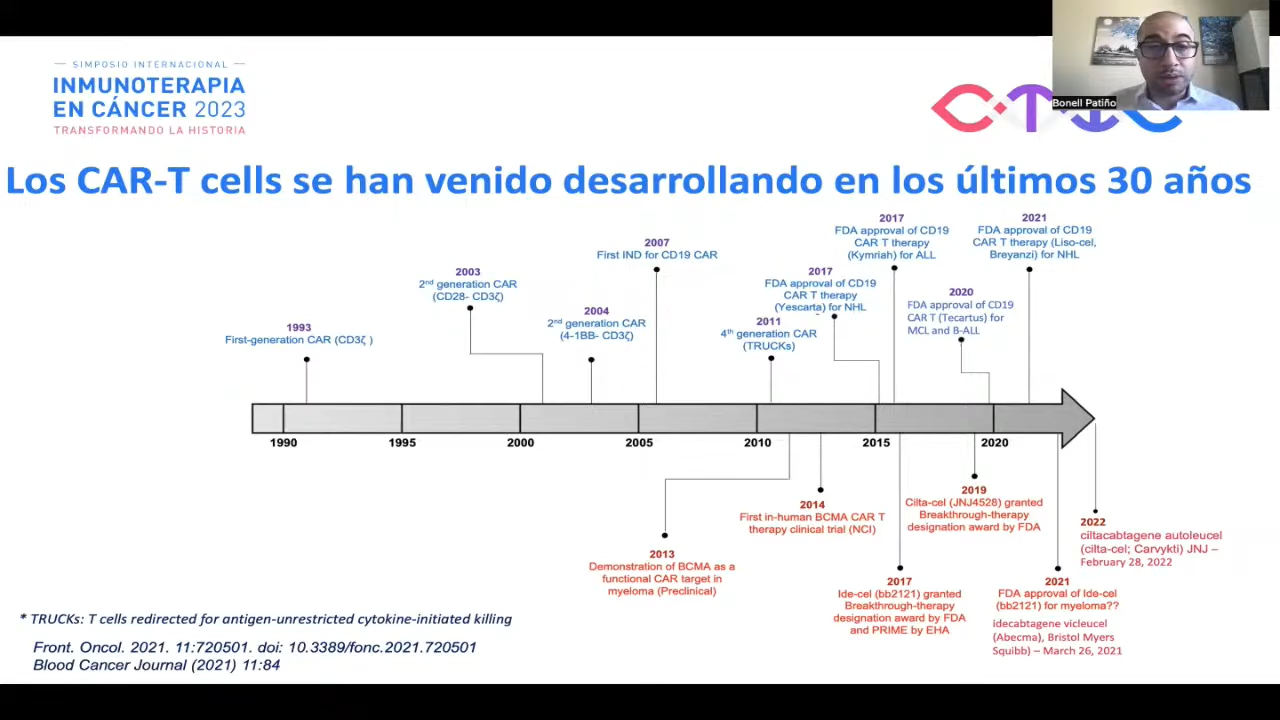 SIMPOSIO INTERNACIONAL
INMUNOTERAPIA
EN CÁNCER 2023
TRANSFORMANDO LA HISTORIA
Bonell Patiño
CTIC
Los CAR-T cells se han venido desarrollando en los últimos 30 años
1993
First-generation CAR (CD3ζ )
2003
2nd generation CAR
(CD28- CD3ζ)
2004
2nd generation CAR
(4-1BB- CD3ζ)
2007
First IND for CD19 CAR
2011
4th generation CAR
(TRUCKs)
2017
FDA approval of CD19
CAR T therapy
(Yescarta) for NHL
2017
FDA approval of CD19
CAR T therapy
(Kymriah) for ALL
2020
FDA approval of CD19
CAR T (Tecartus) for
MCL and B-ALL
2021
FDA approval of CD19
CAR T therapy (Liso-cel,
Breyanzi) for NHL
1990
1995
2000
2005
2010
2015
2020
2013
Demonstration of BCMA as a
functional CAR target in
myeloma (Preclinical)
2014
First in-human BCMA CAR T
therapy clinical trial (NCI)
2017
Ide-cel (bb2121) granted
Breakthrough-therapy
designation award by FDA
and PRIME by EHA
2019
Cilta-cel (JNJ4528) granted
Breakthrough-therapy
designation award by FDA
2021
FDA approval of Ide-cel
(bb2121) for myeloma??
idecabtagene vicleucel
(Abecma), Bristol Myers
Squibb) – March 26, 2021
2022
ciltacabtagene autoleucel
(cilta-cel; Carvykti) JNJ –
February 28, 2022
* TRUCKs: T cells redirected for antigen-unrestricted cytokine-initiated killing
Front. Oncol. 2021. 11:720501. doi: 10.3389/fonc.2021.720501
Blood Cancer Journal (2021) 11:84